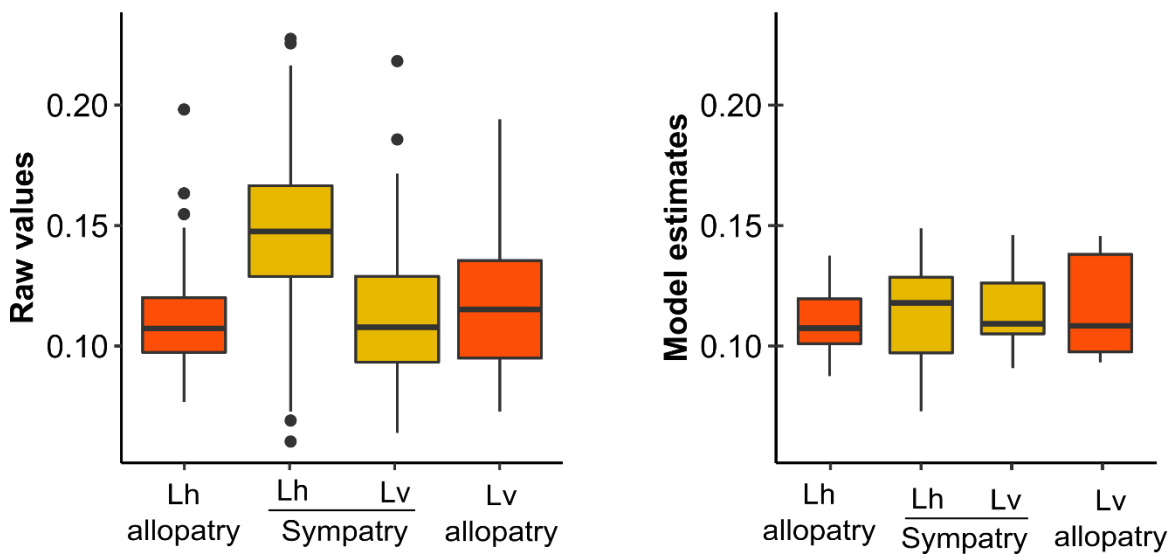 Raw values
0.20
0.15
0.10
Lh
allopatry
Lh
Lv
Sympatry
Lv
allopatry
Model estimates
0.20
0.15
0.10
Lh
allopatry
Lh
Lv
Sympatry
Lv
allopatry